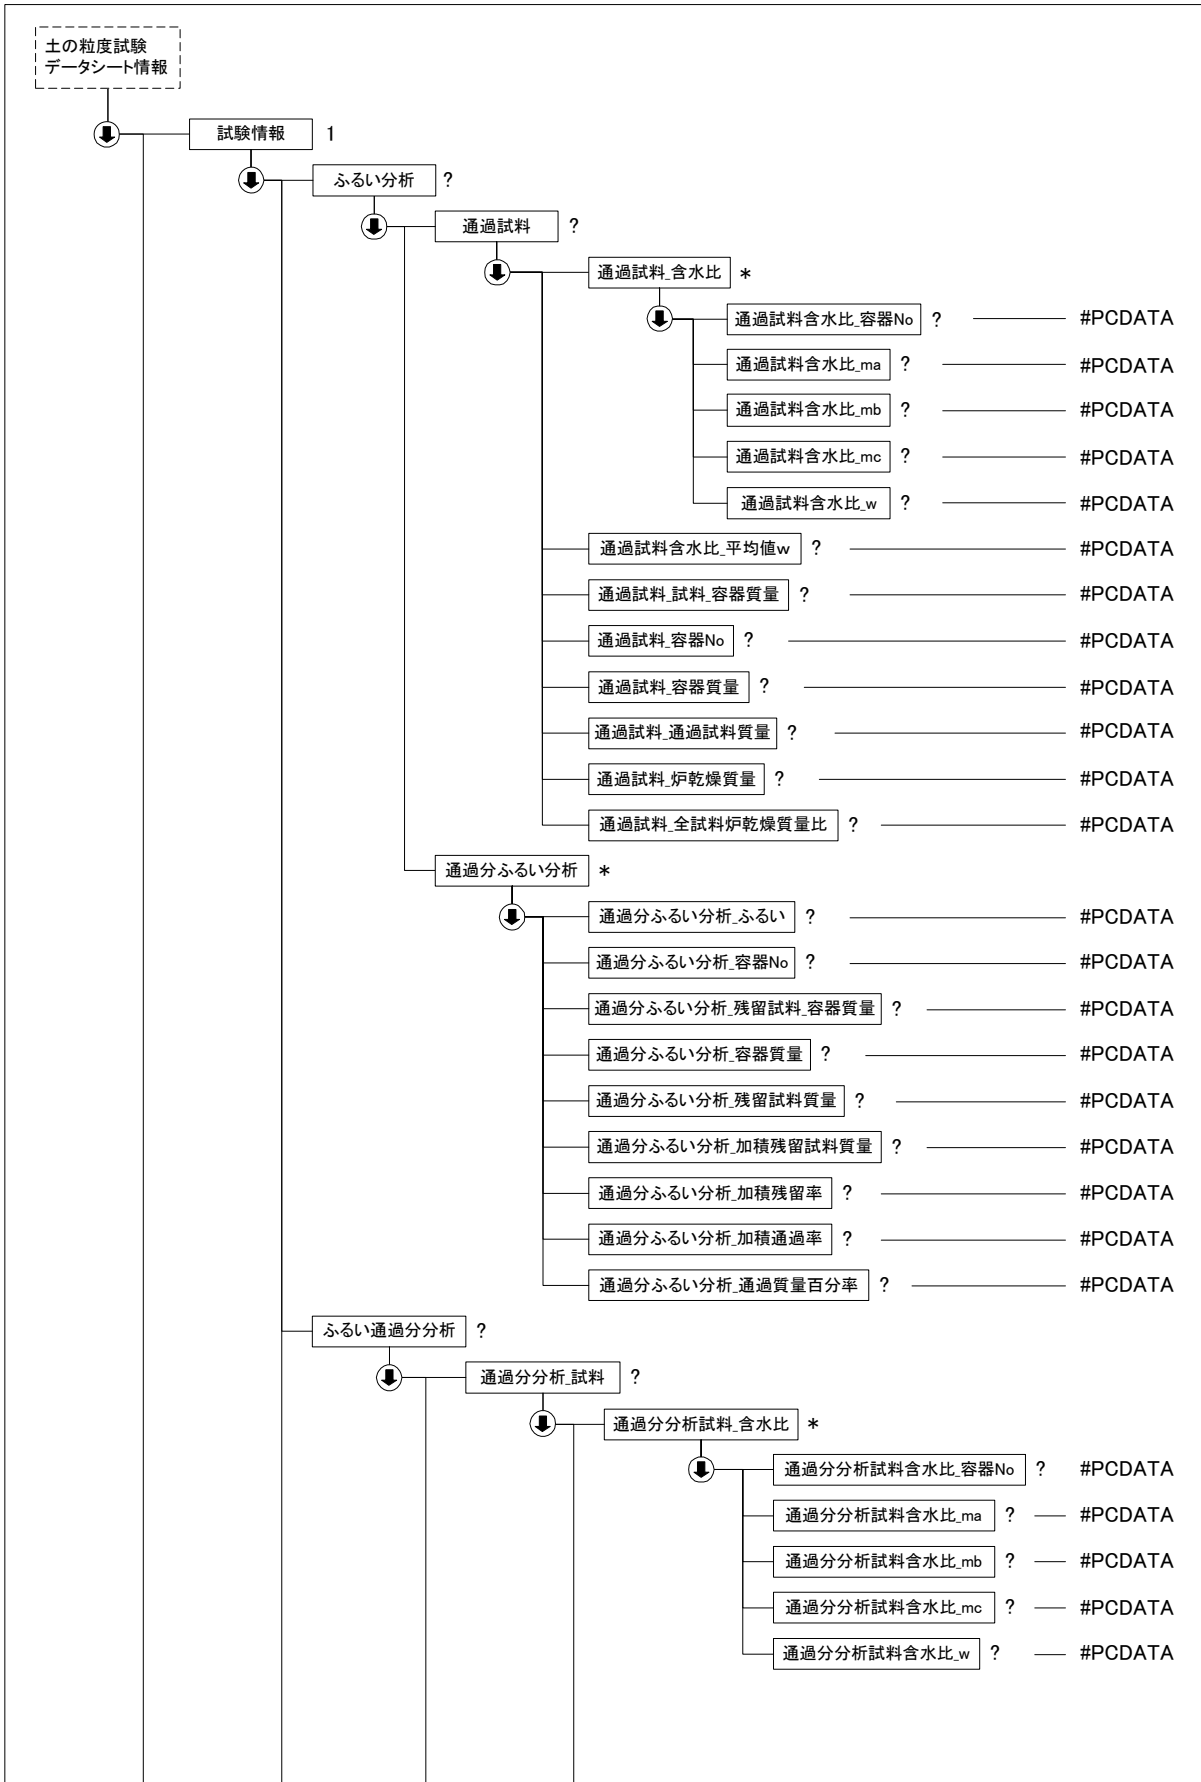 土の粒度試験
データシート情報
試験情報 1
ふるい分析 ?
通過試料 ?
通過試料_含水比 *
通過試料含水比_容器No ? #PCDATA
通過試料含水比_ma ? #PCDATA
通過試料含水比_mb ? #PCDATA
通過試料含水比_mc ? #PCDATA
通過試料含水比_w ? #PCDATA
通過試料含水比_平均値w ? #PCDATA
通過試料_試料_容器質量 ? #PCDATA
通過試料_容器No ? #PCDATA
通過試料_容器質量 ? #PCDATA
通過試料_通過試料質量 ? #PCDATA
通過試料_炉乾燥質量 ? #PCDATA
通過試料_全試料炉乾燥質量比 ? #PCDATA
通過分ふるい分析 *
通過分ふるい分析_ふるい ? #PCDATA
通過分ふるい分析_容器No ? #PCDATA
通過分ふるい分析_残留試料_容器質量 ? #PCDATA
通過分ふるい分析_容器質量 ? #PCDATA
通過分ふるい分析_残留試料質量 ? #PCDATA
通過分ふるい分析_加積残留試料質量 ? #PCDATA
通過分ふるい分析_加積残留率 ? #PCDATA
通過分ふるい分析_加積通過率 ? #PCDATA
通過分ふるい分析_通過質量百分率 ? #PCDATA
ふるい通過分分析 ?
通過分分析_試料 ?
通過分分析試料_含水比 *
通過分分析試料含水比_容器No ? #PCDATA
通過分分析試料含水比_ma ? #PCDATA
通過分分析試料含水比_mb ? #PCDATA
通過分分析試料含水比_mc ? #PCDATA
通過分分析試料含水比_w ? #PCDATA